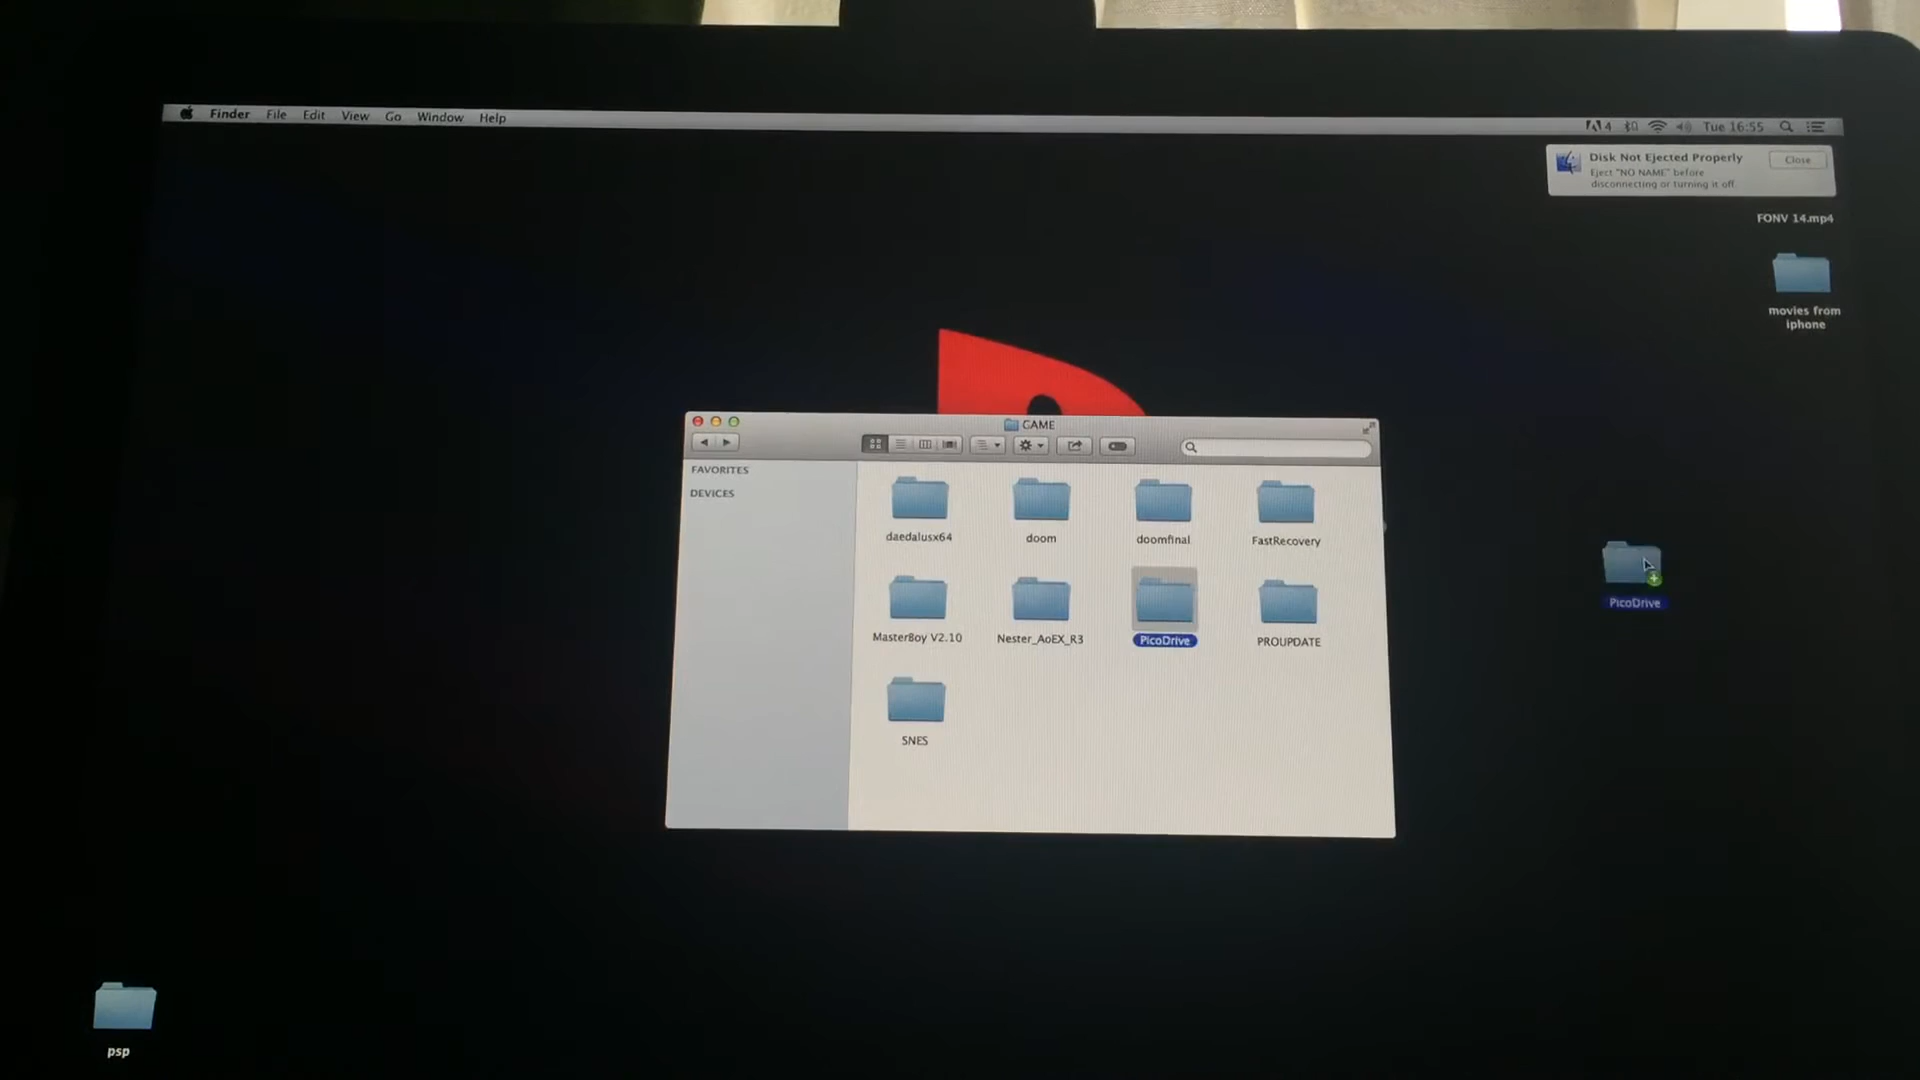 Finder File Edit View Go Window Help
4 Tue 16:55
Disk Not Ejected Properly
Close
Eject "NO NAME" before
disconnecting or turning it off.
FONV 14.mp4
movies from
iphone
GAME
FAVORITES
DEVICES
daedalusx64 doom doomfinal FastRecovery
MasterBoy V2.10 Nester_AoEX_R3 PicoDrive PROUPDATE
SNES
PicoDrive
psp